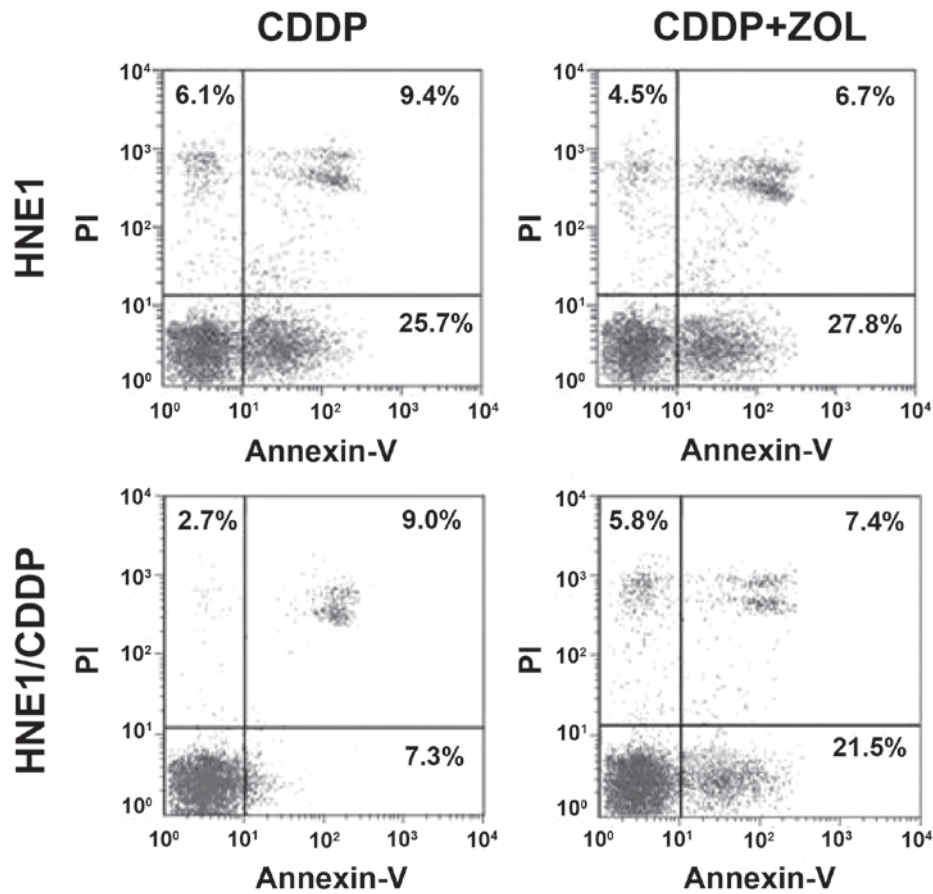 CDDP CDDP+ZOL
HNE1
PI
10⁴
10³
10²
10¹
10⁰
6.1% 9.4%
25.7%
10⁰ 10¹ 10² 10³ 10⁴
Annexin-V
PI
10⁴
10³
10²
10¹
10⁰
4.5% 6.7%
27.8%
10⁰ 10¹ 10² 10³ 10⁴
Annexin-V
HNE1/CDDP
PI
10⁴
10³
10²
10¹
10⁰
2.7% 9.0%
7.3%
10⁰ 10¹ 10² 10³ 10⁴
Annexin-V
PI
10⁴
10³
10²
10¹
10⁰
5.8% 7.4%
21.5%
10⁰ 10¹ 10² 10³ 10⁴
Annexin-V